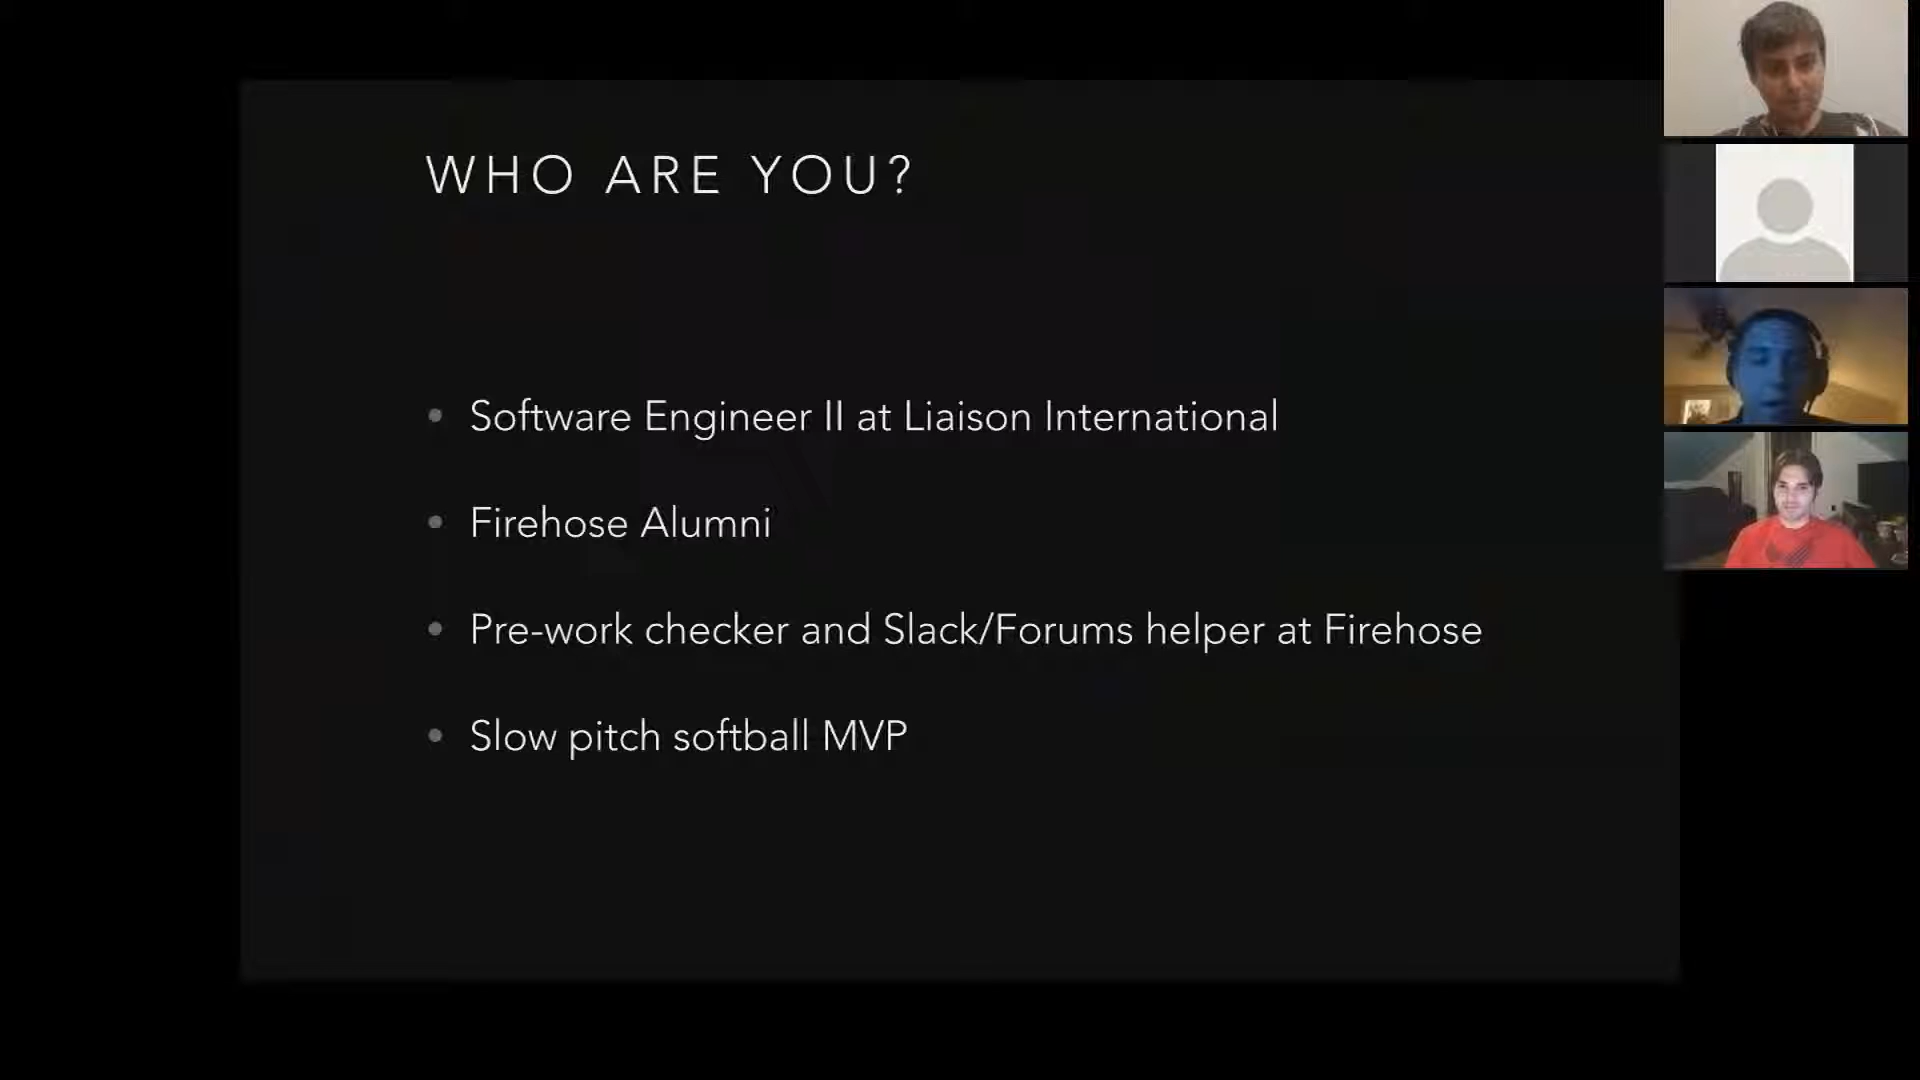 WHO ARE YOU?
• Software Engineer II at Liaison International
• Firehose Alumni
• Pre-work checker and Slack/Forums helper at Firehose
• Slow pitch softball MVP